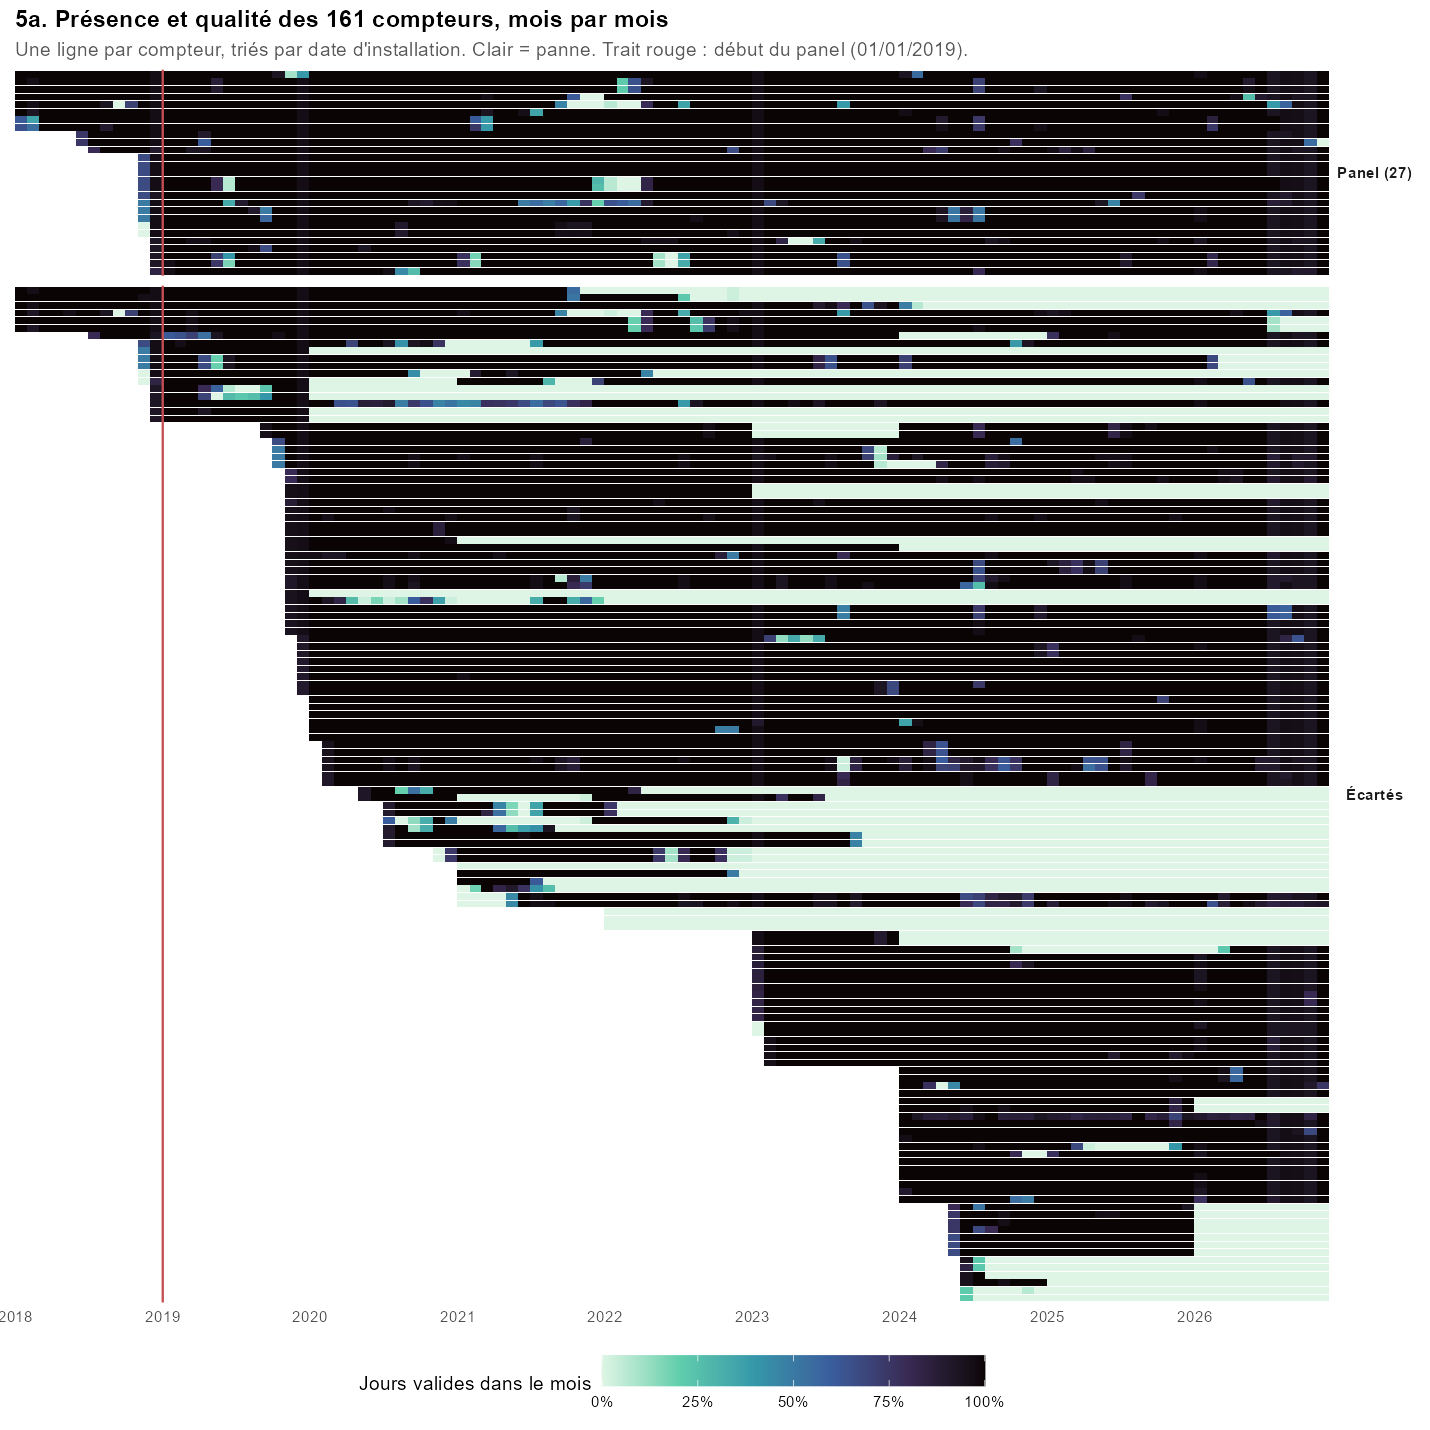 5a. Présence et qualité des 161 compteurs, mois par mois
Une ligne par compteur, triés par date d'installation. Clair = panne. Trait rouge : début du panel (01/01/2019).
Panel (27)
Écartés
2018 2019 2020 2021 2022 2023 2024 2025 2026
Jours valides dans le mois
0% 25% 50% 75% 100%